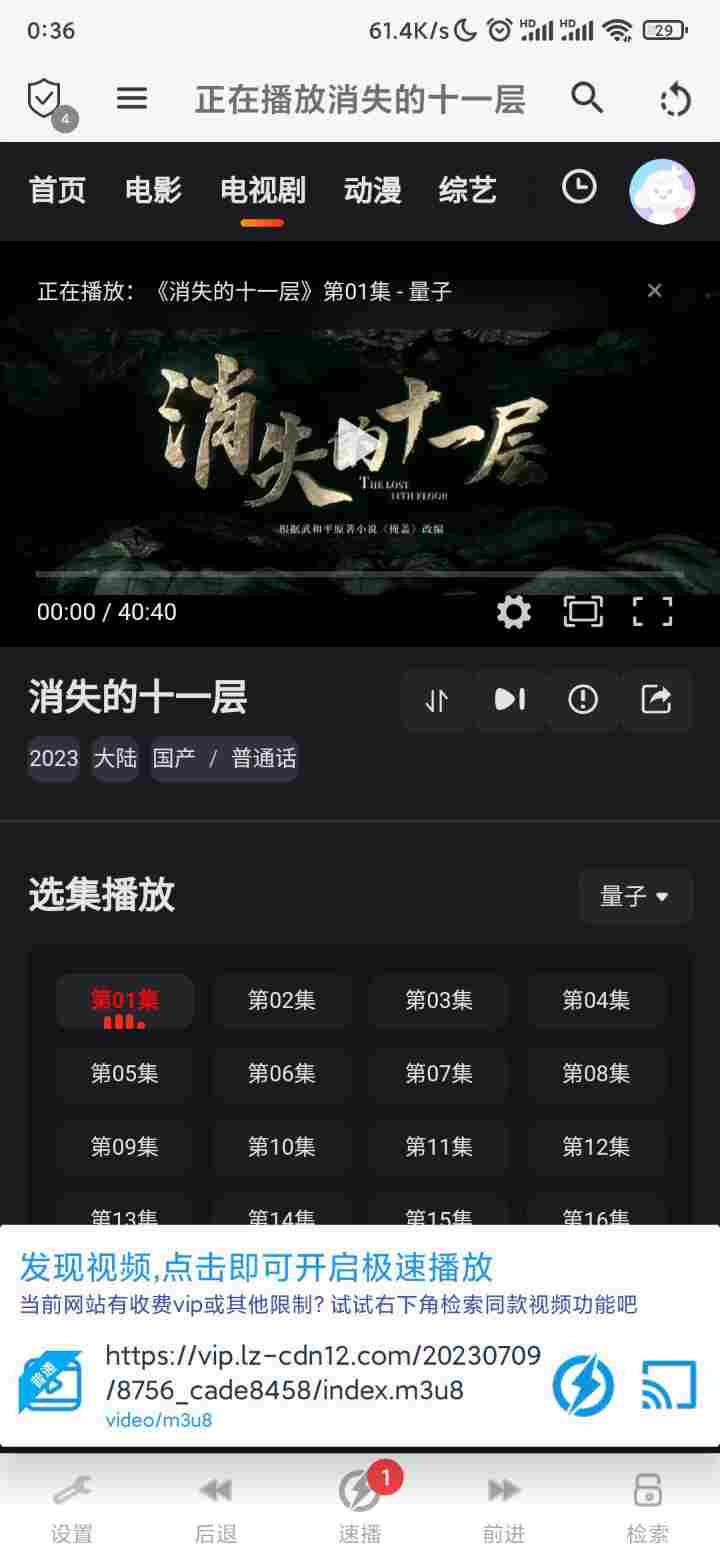 0:36
61.4K/s
HD
HD
29
4
正在播放消失的十一层
首页 电影 电视剧 动漫 综艺
正在播放：《消失的十一层》第01集 - 量子
消失的十一层
THE LOST
11TH FLOOR
根据武和平原著小说《掩盖》改编
00:00 / 40:40
消失的十一层
2023 大陆 国产 / 普通话
选集播放
量子
第01集 第02集 第03集 第04集
第05集 第06集 第07集 第08集
第09集 第10集 第11集 第12集
第13集 第14集 第15集 第16集
发现视频,点击即可开启极速播放
当前网站有收费vip或其他限制? 试试右下角检索同款视频功能吧
普通
https://vip.lz-cdn12.com/20230709
/8756_cade8458/index.m3u8
video/m3u8
1
设置 后退 速播 前进 检索